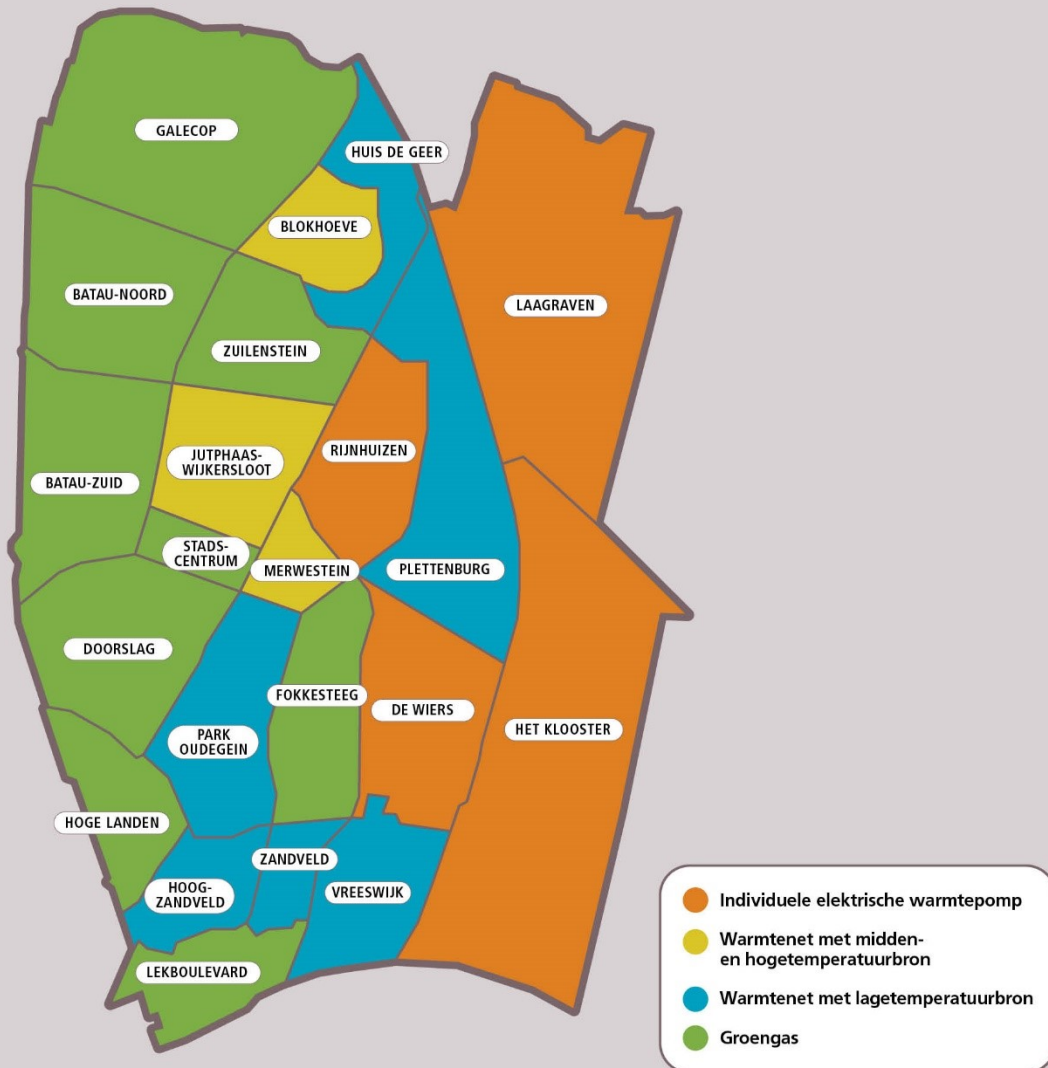 GALECOP
HUIS DE GEER
BLOKHOEVE
BATAU-NOORD
LAAGRAVEN
ZUILENSTEIN
RIJNHUIZEN
JUTPHAAS-
WIJKERSLOOT
BATAU-ZUID
STADS-
CENTRUM
MERWESTEIN
PLETTENBURG
DOORSLAG
FOKKESTEEG
DE WIERS
PARK
OUDEGEIN
HET KLOOSTER
HOGE LANDEN
ZANDVELD
HOOG-
ZANDVELD
VREESWIJK
LEKBOULEVARD
Individuele elektrische warmtepomp
Warmtenet met midden-
en hogetemperatuurbron
Warmtenet met lagetemperatuurbron
Groengas